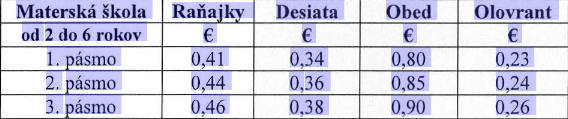 Materská škola Raňajky Desiata Obed Olovrant
od 2 do 6 rokov € € € €
1. pásmo 0,41 0,34 0,80 0,23
2. pásmo 0,44 0,36 0,85 0,24
3. pásmo 0,46 0,38 0,90 0,26